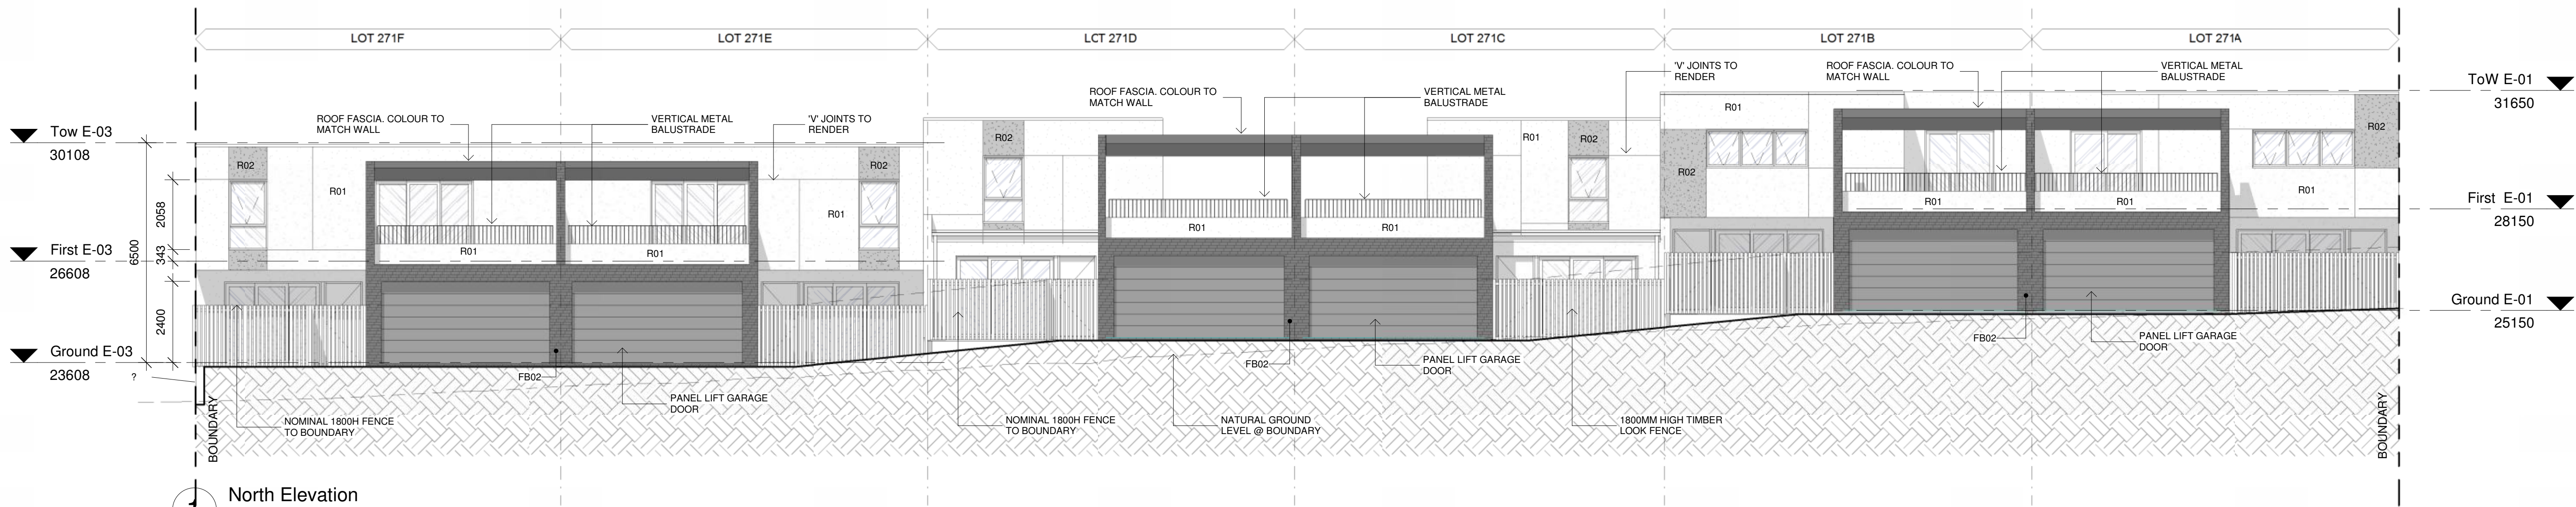 LOT 271F
LOT 271E
LCT 271D
LOT 271C
LOT 271B
LOT 271A
'V' JOINTS TO
RENDER
ROOF FASCIA. COLOUR TO
MATCH WALL
VERTICAL METAL
BALUSTRADE
ToW E-01
31650
ROOF FASCIA. COLOUR TO
MATCH WALL
VERTICAL METAL
BALUSTRADE
ROOF FASCIA. COLOUR TO
MATCH WALL
VERTICAL METAL
BALUSTRADE
'V' JOINTS TO
RENDER
Tow E-03
30108
R02
R01
R01
R02
R02
R01
R02
R01
R02
R02
R01
2058
343
6500
2400
First E-03
26608
First E-01
28150
R01
R01
R01
R01
R01
R01
Ground E-03
23608
?
Ground E-01
25150
FB02
PANEL LIFT GARAGE
DOOR
FB02
PANEL LIFT GARAGE
DOOR
FB02
PANEL LIFT GARAGE
DOOR
BOUNDARY
NOMINAL 1800H FENCE
TO BOUNDARY
NOMINAL 1800H FENCE
TO BOUNDARY
NATURAL GROUND
LEVEL @ BOUNDARY
1800MM HIGH TIMBER
LOOK FENCE
BOUNDARY
North Elevation